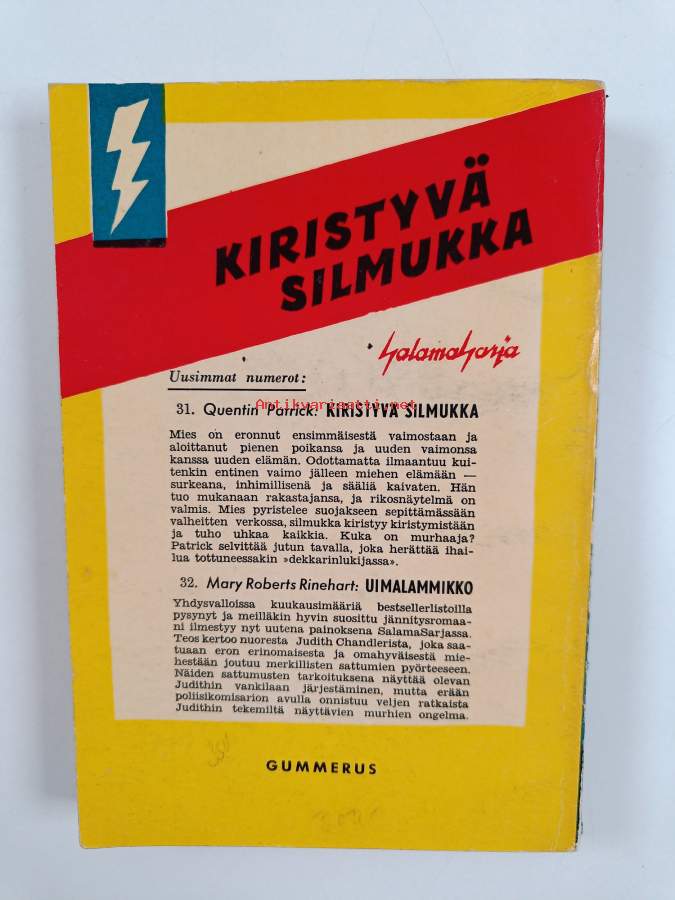 KIRISTYVÄ
SILMUKKA
SalamaSarja
Uusimmat numerot:
Antikvariaatti.net
31. Quentin Patrick: KIRISTYVÄ SILMUKKA
Mies on eronnut ensimmäisestä vaimostaan ja
aloittanut pienen poikansa ja uuden vaimonsa
kanssa uuden elämän. Odottamatta ilmaantuu kui-
tenkin entinen vaimo jälleen miehen elämään —
surkeana, inhimillisenä ja sääliä kaivaten. Hän
tuo mukanaan rakastajansa, ja rikosnäytelmä on
valmis. Mies pyristelee suojakseen sepittämässään
valheitten verkossa, silmukka kiristyy kiristymistään
ja tuho uhkaa kaikkia. Kuka on murhaaja?
Patrick selvittää jutun tavalla, joka herättää ihai-
lua tottuneessakin »dekkarinlukijassa».
32. Mary Roberts Rinehart: UIMALAMMIKKO
Yhdysvalloissa kuukausimääriä bestsellerlistoilla
pysynyt ja meilläkin hyvin suosittu jännitysromaa-
ni ilmestyy nyt uutena painoksena SalamaSarjassa.
Teos kertoo nuoresta Judith Chandlerista, joka saa-
tuaan eron erinomaisesta ja omahyväisestä mie-
hestään joutuu merkillisten sattumien pyörteeseen.
Näiden sattumusten tarkoituksena näyttää olevan
Judithin vankilaan järjestäminen, mutta erään
poliisikomisarion avulla onnistuu veljen ratkaista
Judithin tekemiltä näyttävien murhien ongelma.
GUMMERUS